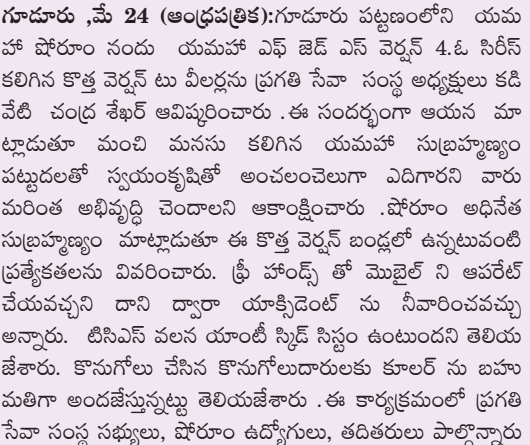 గూడూరు ,మే 24 (ఆంధ్రపత్రిక):గూడూరు పట్టణంలోని యమ
హా షోరూం నందు యమహా ఎఫ్ జెడ్ ఎస్ వెర్షన్ 4.ఓ సిరీస్
కలిగిన కొత్త వెర్షన్ టు వీలర్లను ప్రగతి సేవా సంస్థ అధ్యక్షులు కడి
వేటి చంద్ర శేఖర్ ఆవిష్కరించారు .ఈ సందర్భంగా ఆయన మా
ట్లాడుతూ మంచి మనసు కలిగిన యమహా సుబ్రహ్మణ్యం
పట్టుదలతో స్వయంకృషితో అంచలంచెలుగా ఎదిగారని వారు
మరింత అభివృద్ధి చెందాలని ఆకాంక్షించారు .షోరూం అధినేత
సుబ్రహ్మణ్యం మాట్లాడుతూ ఈ కొత్త వెర్షన్ బండ్లలో ఉన్నటువంటి
ప్రత్యేకతలను వివరించారు. ఫ్రీ హాండ్స్ తో మొబైల్ ని ఆపరేట్
చేయవచ్చని దాని ద్వారా యాక్సిడెంట్ ను నీవారించవచ్చు
అన్నారు. టిసిఎస్ వలన యాంటీ స్కిడ్ సిస్టం ఉంటుందని తెలియ
జేశారు. కొనుగోలు చేసిన కొనుగోలుదారులకు కూలర్ ను బహు
మతిగా అందజేస్తున్నట్టు తెలియజేశారు .ఈ కార్యక్రమంలో ప్రగతి
సేవా సంస్థ సభ్యులు, షోరూం ఉద్యోగులు, తదితరులు పాల్గొన్నారు